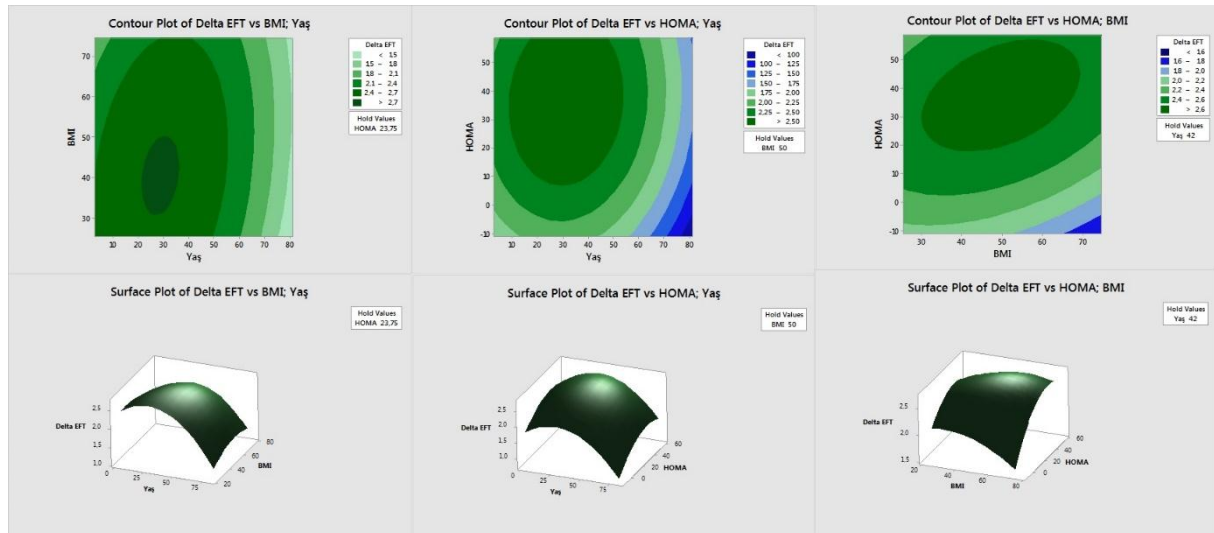 Contour Plot of Delta EFT vs BMI; Yaş
Delta EFT
< 15
15 - 18
18 - 2,1
2,1 - 2,4
2,4 - 2,7
> 2,7
Hold Values
HOMA 23,75
70
60
50
40
30
BMI
10 20 30 40 50 60 70 80
Yaş
Contour Plot of Delta EFT vs HOMA; Yaş
Delta EFT
< 100
100 - 125
125 - 150
150 - 175
175 - 2,00
2,00 - 2,25
2,25 - 2,50
> 2,50
Hold Values
BMI 50
50
40
30
20
10
0
-10
HOMA
10 20 30 40 50 60 70 80
Yaş
Contour Plot of Delta EFT vs HOMA; BMI
Delta EFT
< 16
16 - 18
18 - 2,0
2,0 - 2,2
2,2 - 2,4
2,4 - 2,6
> 2,6
Hold Values
Yaş 42
50
40
30
20
10
0
-10
HOMA
30 40 50 60 70
BMI
Surface Plot of Delta EFT vs BMI; Yaş
Hold Values
HOMA 23,75
2.5
2.0
1.5
1.0
Delta EFT
0 25 50 75
Yaş
20 40 60 80
BMI
Surface Plot of Delta EFT vs HOMA; Yaş
Hold Values
BMI 50
2.5
2.0
1.5
1.0
Delta EFT
0 25 50 75
Yaş
0 20 40 60
HOMA
Surface Plot of Delta EFT vs HOMA; BMI
Hold Values
Yaş 42
2.5
2.0
1.5
Delta EFT
20 40 60 80
BMI
0 20 40 60
HOMA